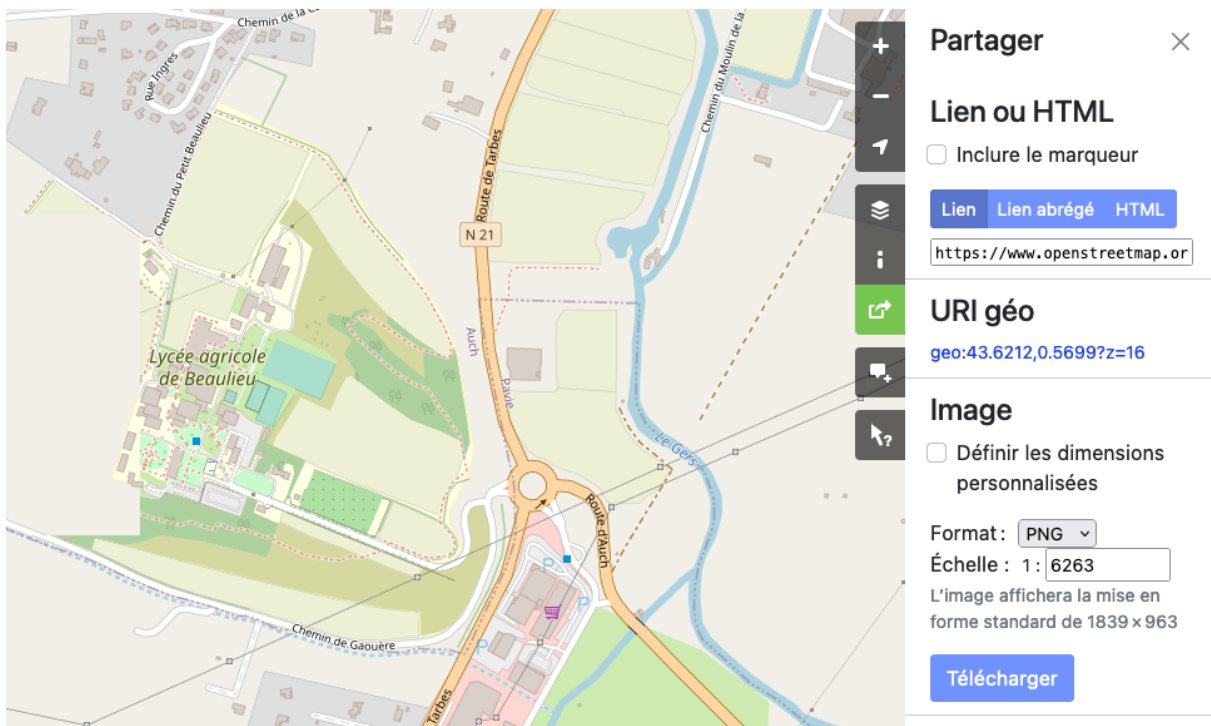 Chemin de la C
Rue Ingres
Chemin du Petit Beaulieu
Route de Tarbes
N 21
Chemin du Moulin de la
Lycée agricole
de Beaulieu
Auch
Pavie
Le Gers
Route d'Auch
P
P
P
Chemin de Gaouère
Tarbes
+
−
i
?
Partager
Lien ou HTML
Inclure le marqueur
Lien Lien abrégé HTML
https://www.openstreetmap.or
URI géo
geo:43.6212,0.5699?z=16
Image
Définir les dimensions
personnalisées
Format : PNG
Échelle : 1 : 6263
L'image affichera la mise en
forme standard de 1839 × 963
Télécharger